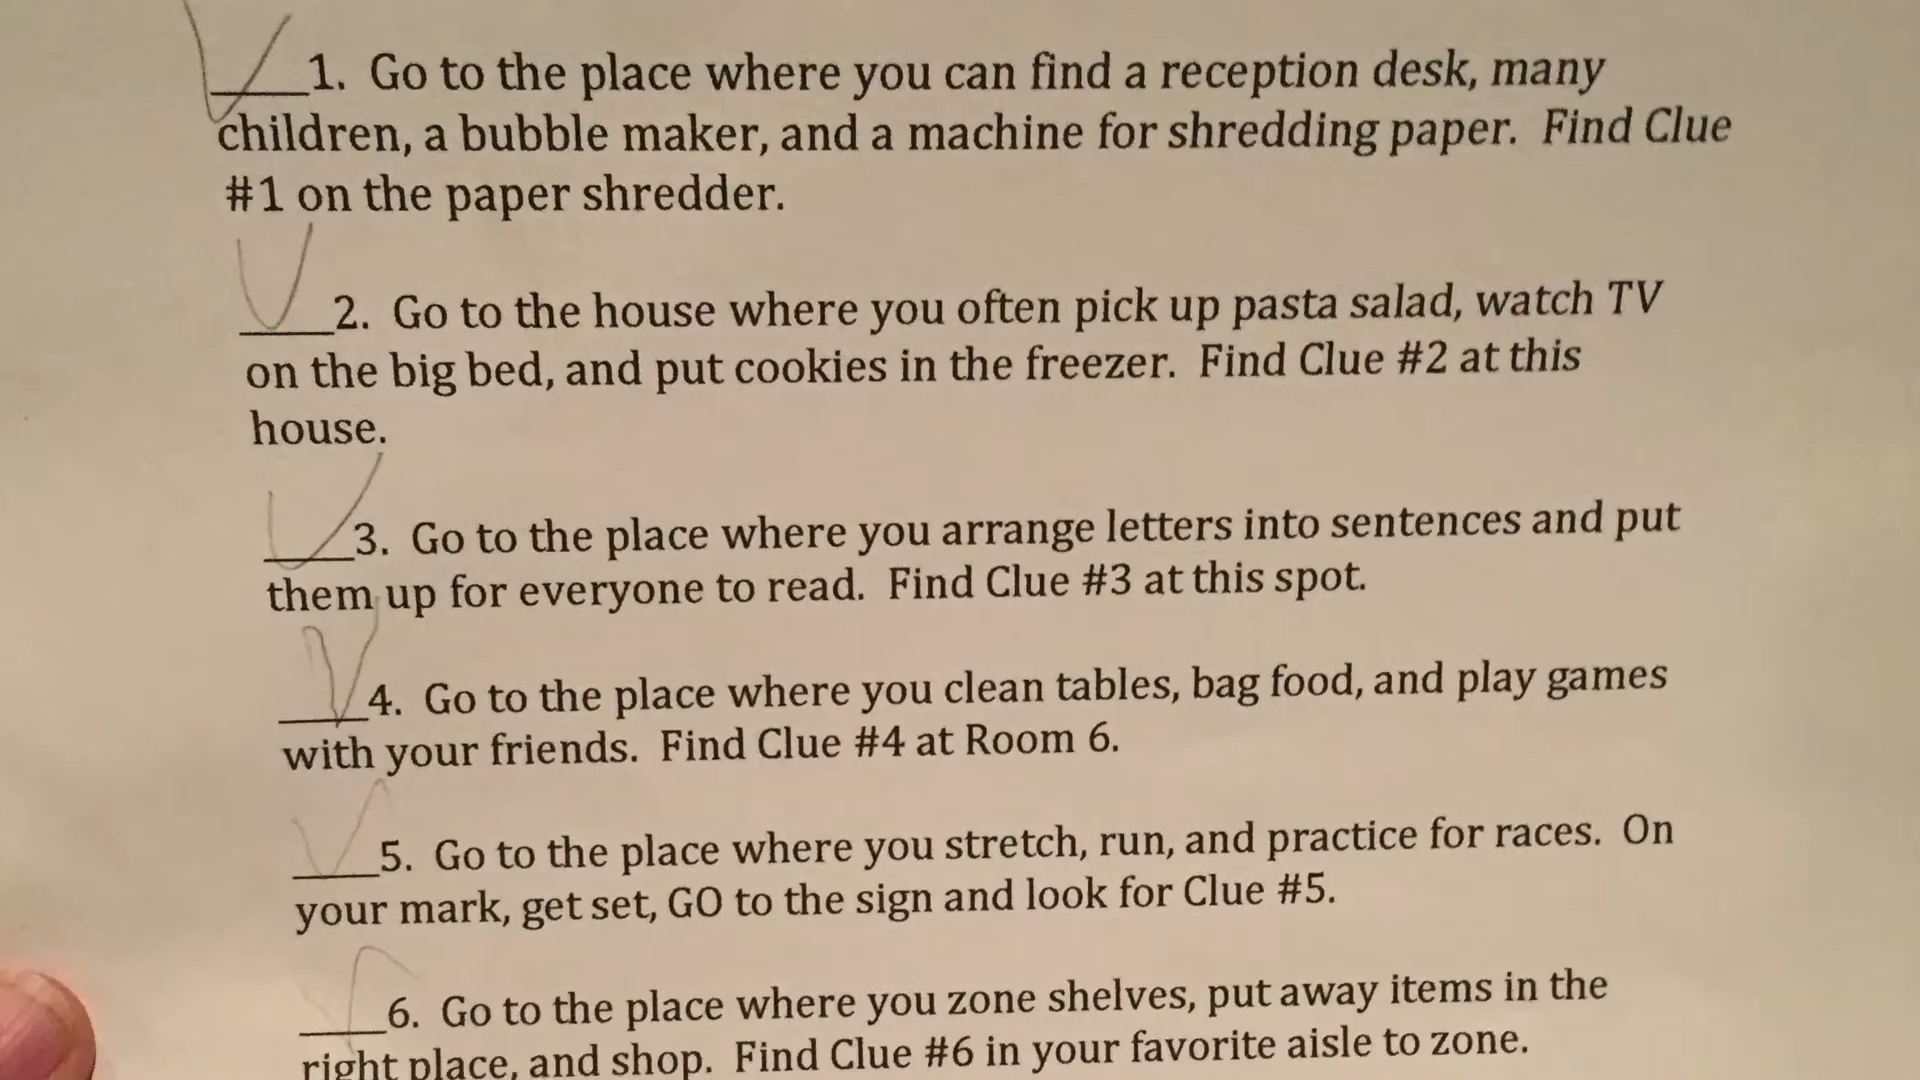 ____1. Go to the place where you can find a reception desk, many
children, a bubble maker, and a machine for shredding paper. Find Clue
#1 on the paper shredder.
____2. Go to the house where you often pick up pasta salad, watch TV
on the big bed, and put cookies in the freezer. Find Clue #2 at this
house.
____3. Go to the place where you arrange letters into sentences and put
them up for everyone to read. Find Clue #3 at this spot.
____4. Go to the place where you clean tables, bag food, and play games
with your friends. Find Clue #4 at Room 6.
____5. Go to the place where you stretch, run, and practice for races. On
your mark, get set, GO to the sign and look for Clue #5.
____6. Go to the place where you zone shelves, put away items in the
right place, and shop. Find Clue #6 in your favorite aisle to zone.